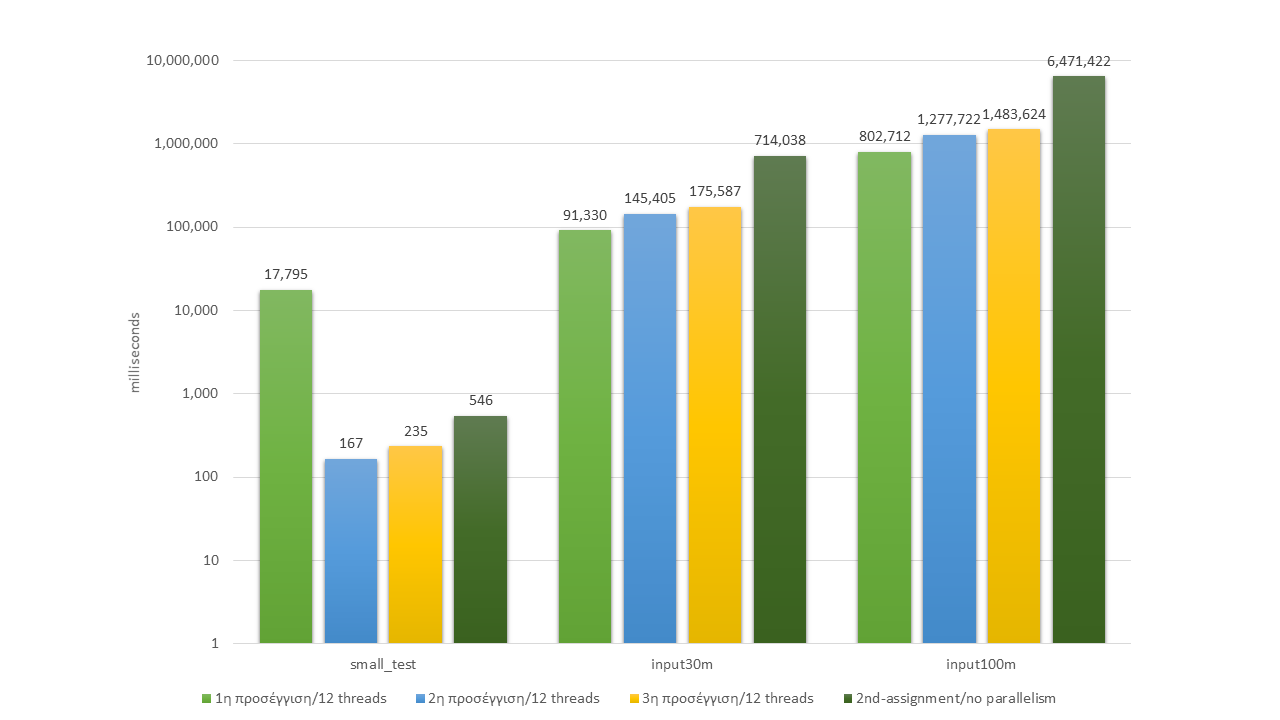 10,000,000
1,000,000
100,000
10,000
1,000
100
10
1
milliseconds
17,795
167
235
546
91,330
145,405
175,587
714,038
802,712
1,277,722
1,483,624
6,471,422
small_test
input30m
input100m
1η προσέγγιση/12 threads
2η προσέγγιση/12 threads
3η προσέγγιση/12 threads
2nd-assignment/no parallelism